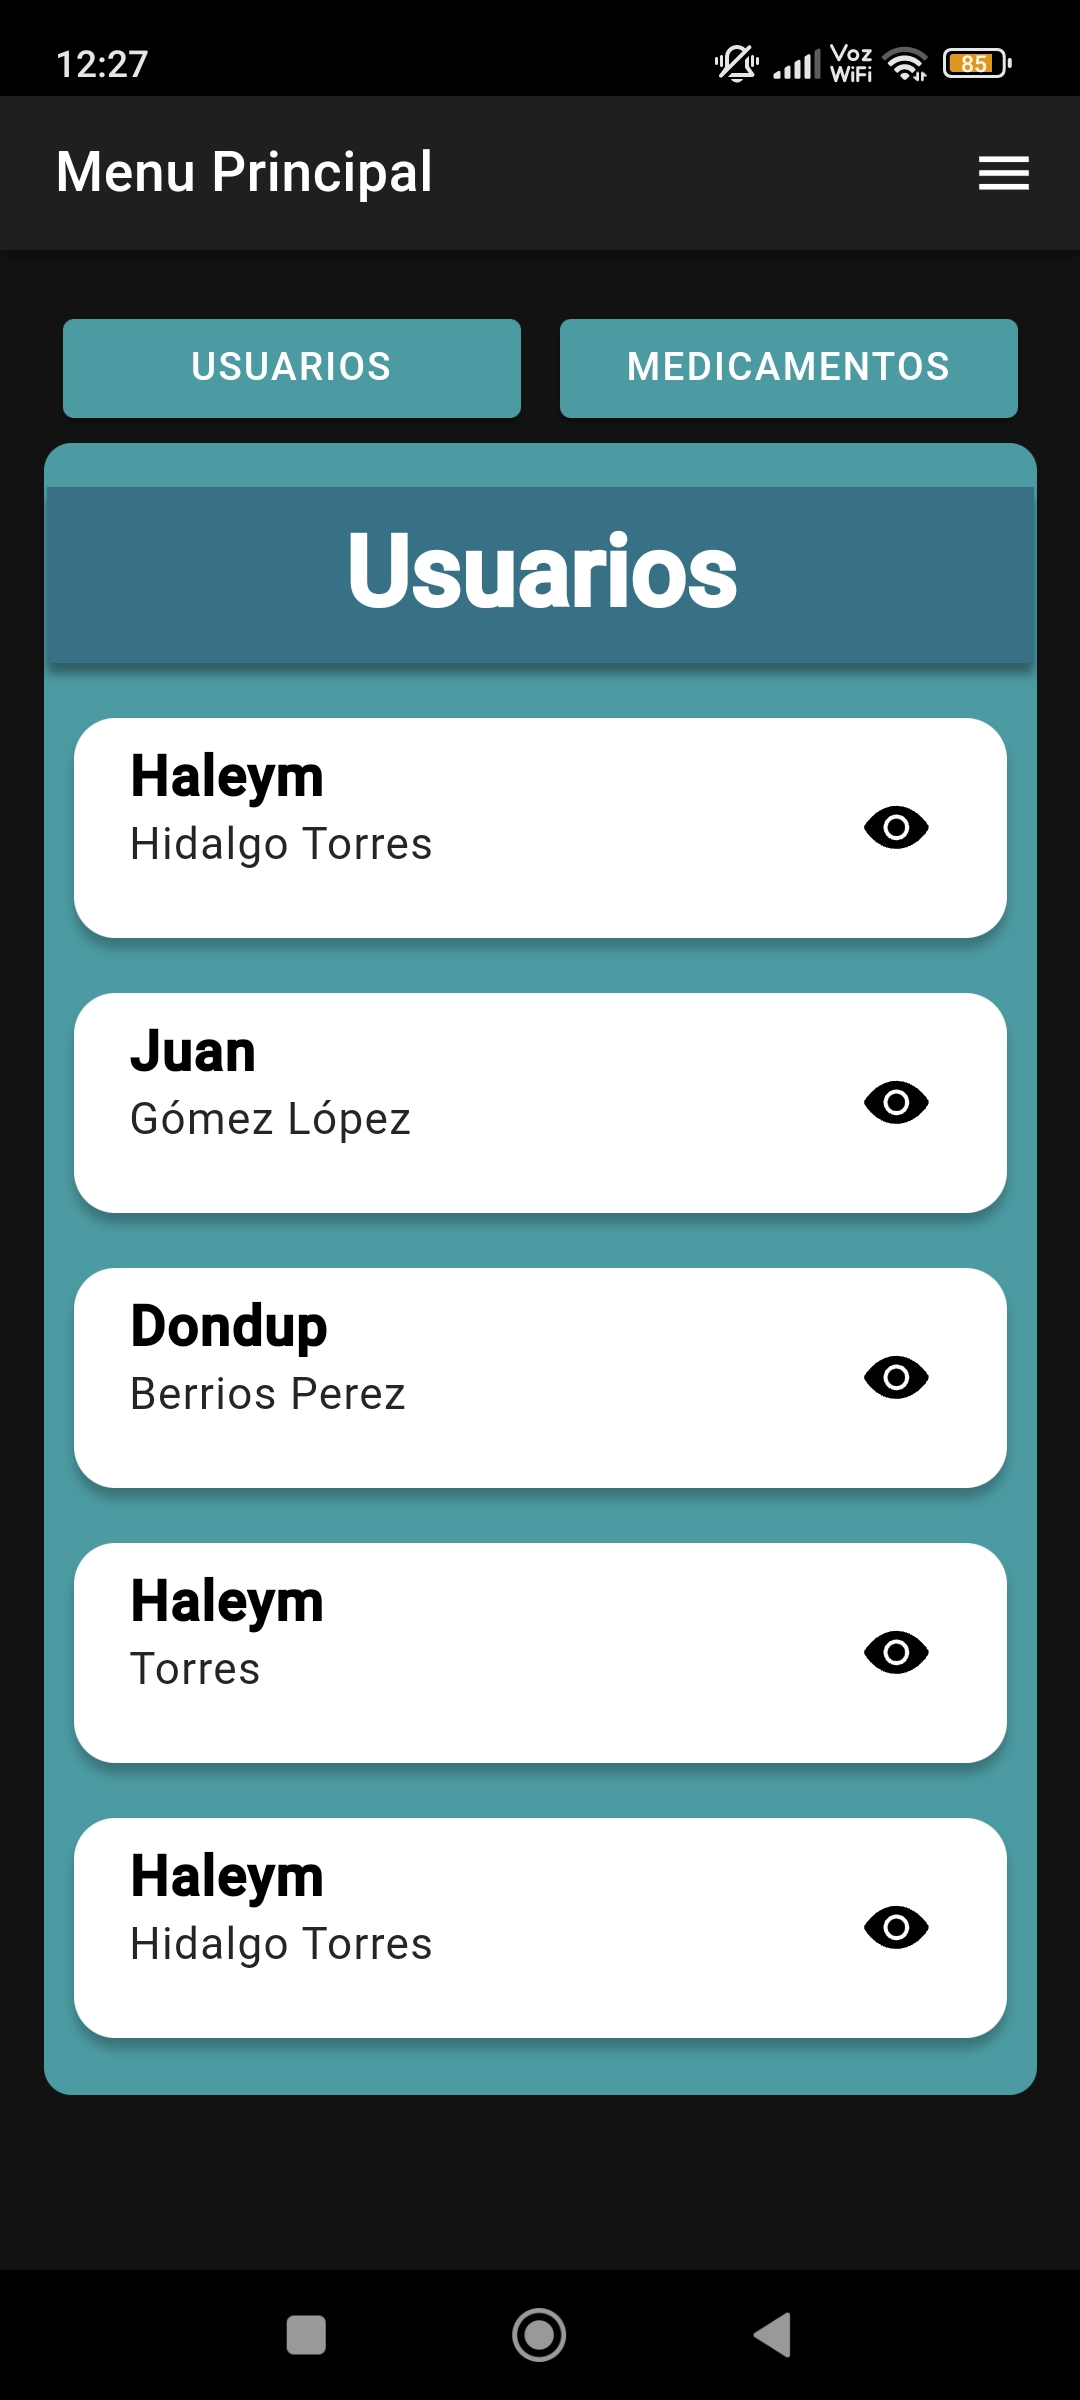 12:27
Voz
WiFi
85
Menu Principal
USUARIOS
MEDICAMENTOS
Usuarios
Haleym
Hidalgo Torres
Juan
Gómez López
Dondup
Berrios Perez
Haleym
Torres
Haleym
Hidalgo Torres